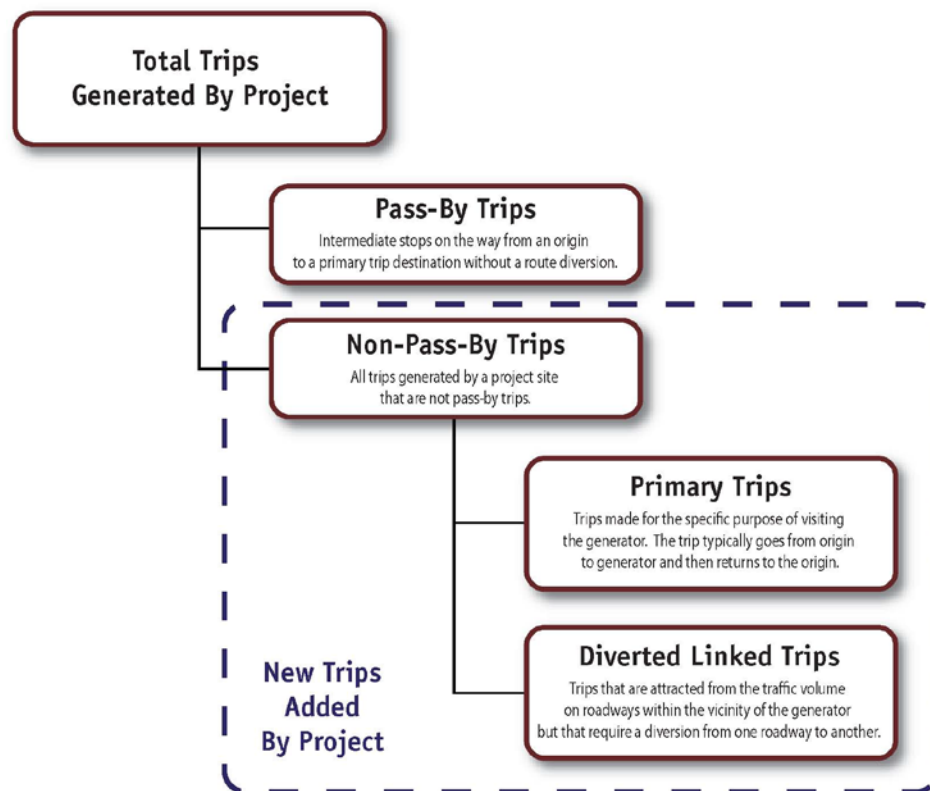 Total Trips
Generated By Project
Pass-By Trips
Intermediate stops on the way from an origin
to a primary trip destination without a route diversion.
Non-Pass-By Trips
All trips generated by a project site
that are not pass-by trips.
Primary Trips
Trips made for the specific purpose of visiting
the generator. The trip typically goes from origin
to generator and then returns to the origin.
Diverted Linked Trips
Trips that are attracted from the traffic volume
on roadways within the vicinity of the generator
but that require a diversion from one roadway to another.
New Trips
Added
By Project